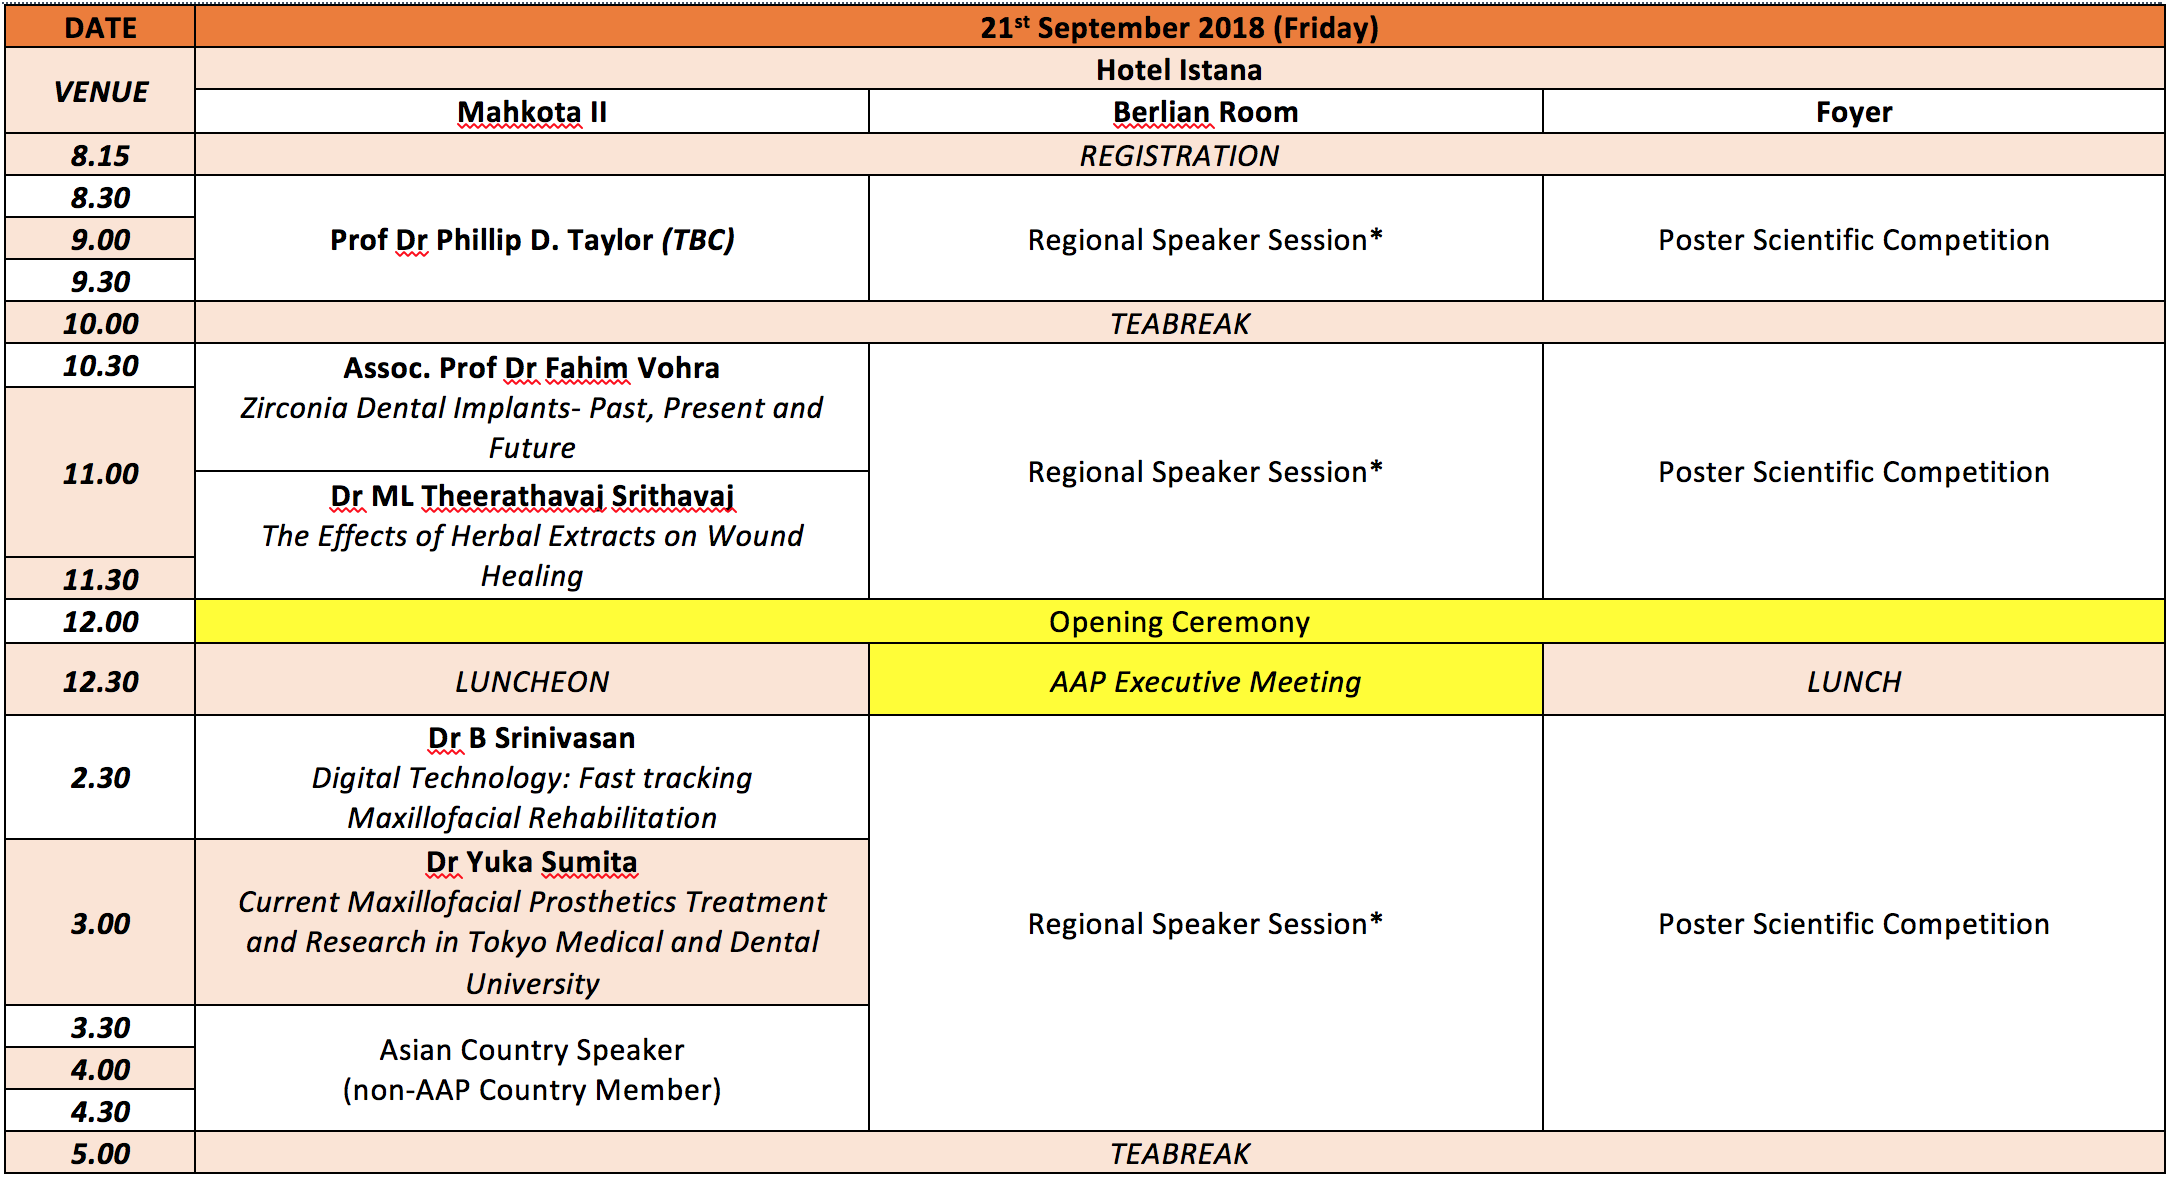 DATE
21st September 2018 (Friday)
VENUE
Hotel Istana
Mahkota II
Berlian Room
Foyer
8.15
REGISTRATION
8.30
9.00
9.30
Prof Dr Phillip D. Taylor (TBC)
Regional Speaker Session*
Poster Scientific Competition
10.00
TEABREAK
10.30
11.00
11.30
Assoc. Prof Dr Fahim Vohra
Zirconia Dental Implants- Past, Present and
Future
Dr ML Theerathavaj Srithavaj
The Effects of Herbal Extracts on Wound
Healing
Regional Speaker Session*
Poster Scientific Competition
12.00
Opening Ceremony
12.30
LUNCHEON
AAP Executive Meeting
LUNCH
2.30
Dr B Srinivasan
Digital Technology: Fast tracking
Maxillofacial Rehabilitation
3.00
Dr Yuka Sumita
Current Maxillofacial Prosthetics Treatment
and Research in Tokyo Medical and Dental
University
3.30
4.00
4.30
Asian Country Speaker
(non-AAP Country Member)
Regional Speaker Session*
Poster Scientific Competition
5.00
TEABREAK